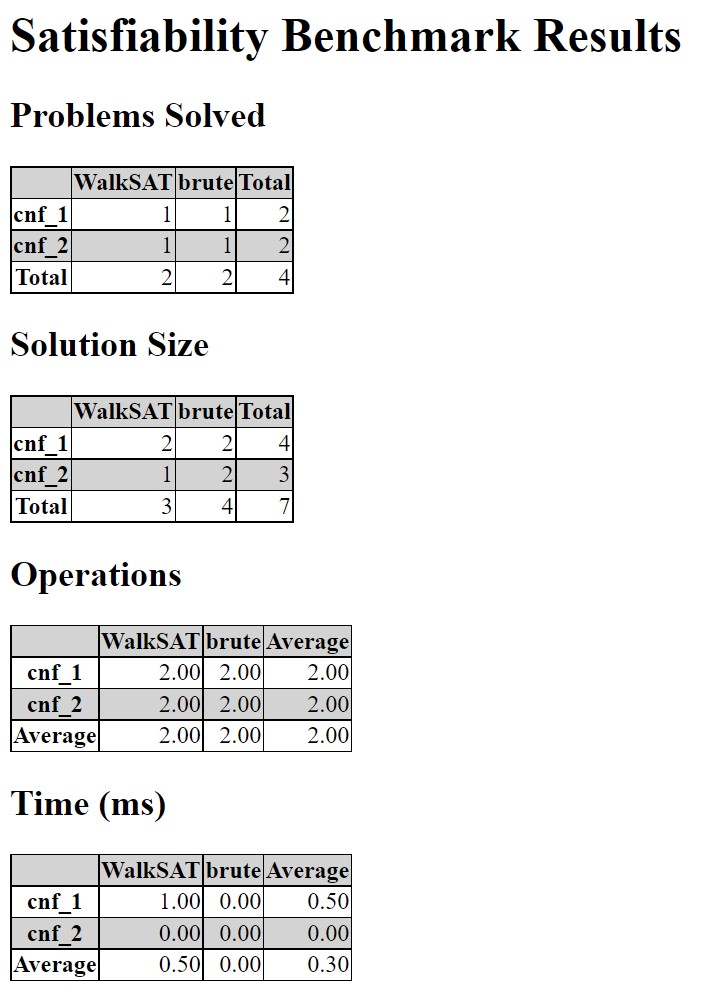 Satisfiability Benchmark Results
Problems Solved
WalkSAT brute Total
cnf_1 1 1 2
cnf_2 1 1 2
Total 2 2 4
Solution Size
WalkSAT brute Total
cnf_1 2 2 4
cnf_2 1 2 3
Total 3 4 7
Operations
WalkSAT brute Average
cnf_1 2.00 2.00 2.00
cnf_2 2.00 2.00 2.00
Average 2.00 2.00 2.00
Time (ms)
WalkSAT brute Average
cnf_1 1.00 0.00 0.50
cnf_2 0.00 0.00 0.00
Average 0.50 0.00 0.30